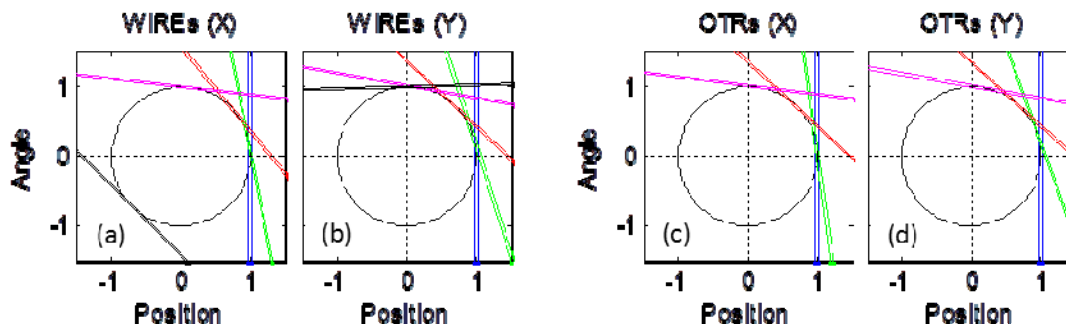 WIREs (X) WIREs (Y) OTRs (X) OTRs (Y)
Angle
1
0
-1
(a) (b)
-1 0 1 -1 0 1
Position Position
Angle
1
0
-1
(c) (d)
-1 0 1 -1 0 1
Position Position